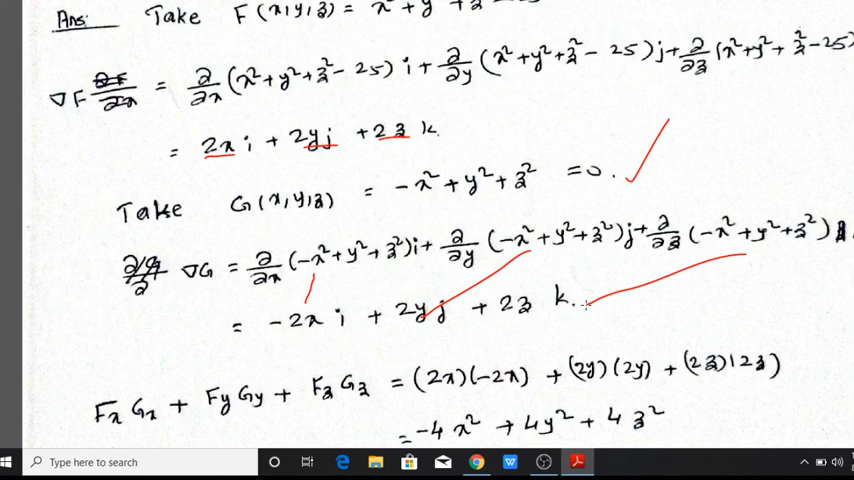 Ans: Take F(x,y,z) = x² + y² + z²
∇F = ∂/∂x (x²+y²+z²-25) i + ∂/∂y (x²+y²+z²-25) j + ∂/∂z (x²+y²+z²-25)
= 2x i + 2y j + 2z k
Take G(x,y,z) = -x² + y² + z² = 0.
∇G = ∂/∂x (-x²+y²+z²) i + ∂/∂y (-x²+y²+z²) j + ∂/∂z (-x²+y²+z²)
= -2x i + 2y j + 2z k.
Fx Gx + Fy Gy + Fz Gz = (2x)(-2x) + (2y)(2y) + (2z)(2z)
= -4x² + 4y² + 4z²
Type here to search